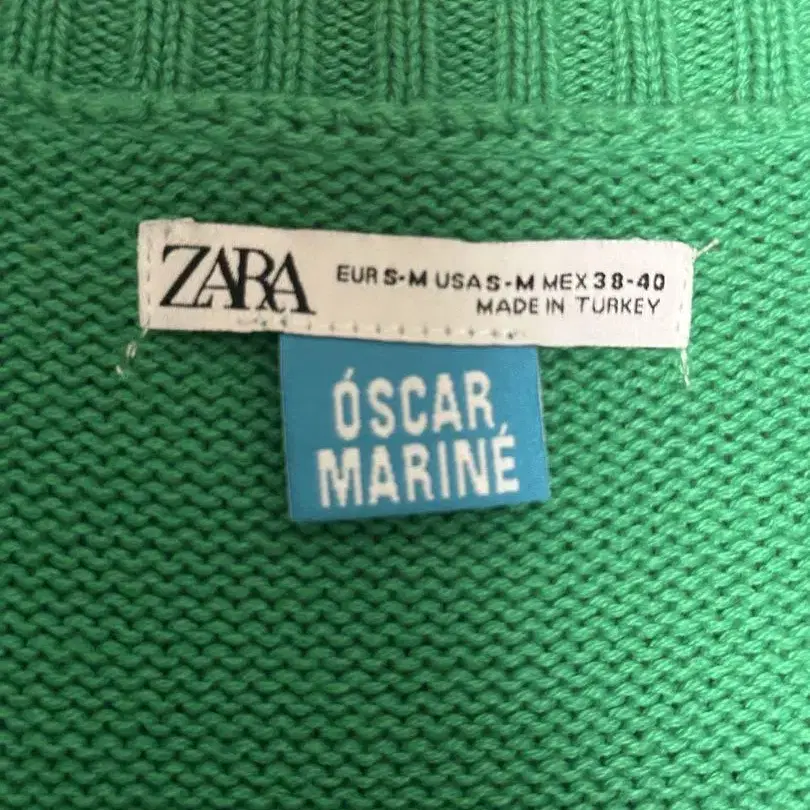 ZARA EUR S-M USA S-M MEX 38-40
MADE IN TURKEY
ÓSCAR
MARINÉ